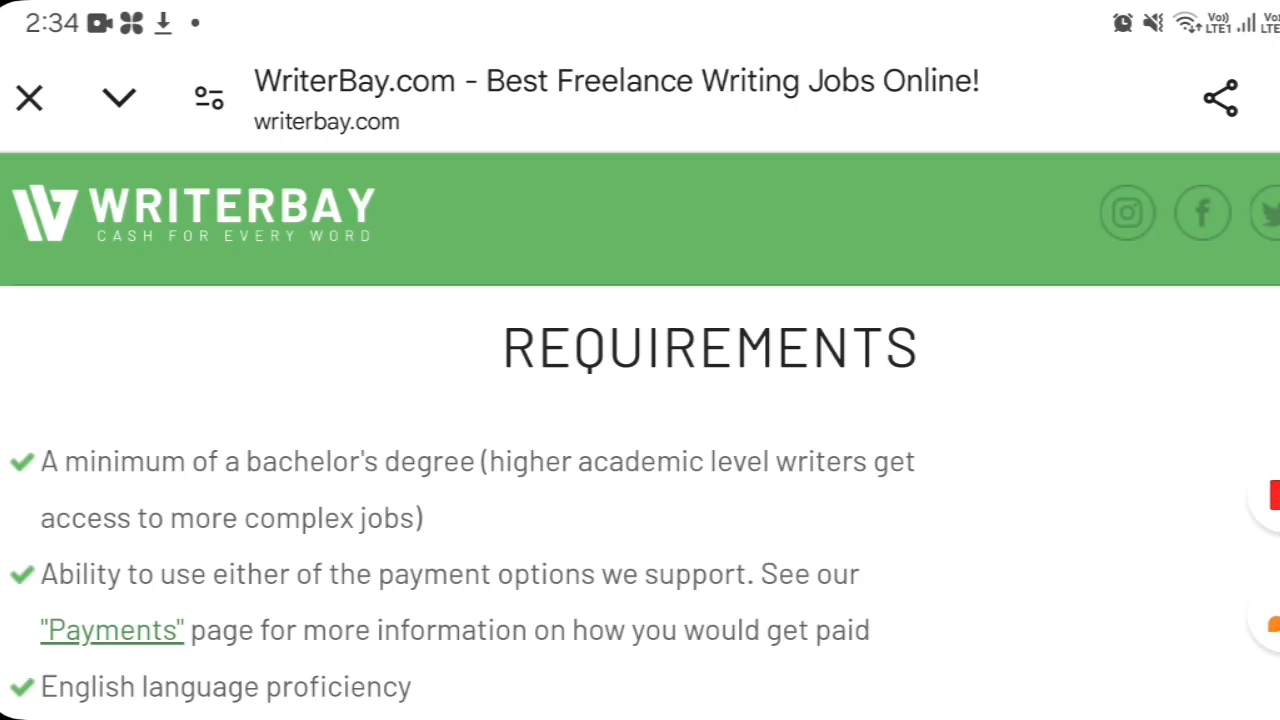 2:34
Vo))
LTE1
LTE
WriterBay.com - Best Freelance Writing Jobs Online!
writerbay.com
WRITERBAY
CASH FOR EVERY WORD
REQUIREMENTS
A minimum of a bachelor's degree (higher academic level writers get
access to more complex jobs)
Ability to use either of the payment options we support. See our
"Payments" page for more information on how you would get paid
English language proficiency